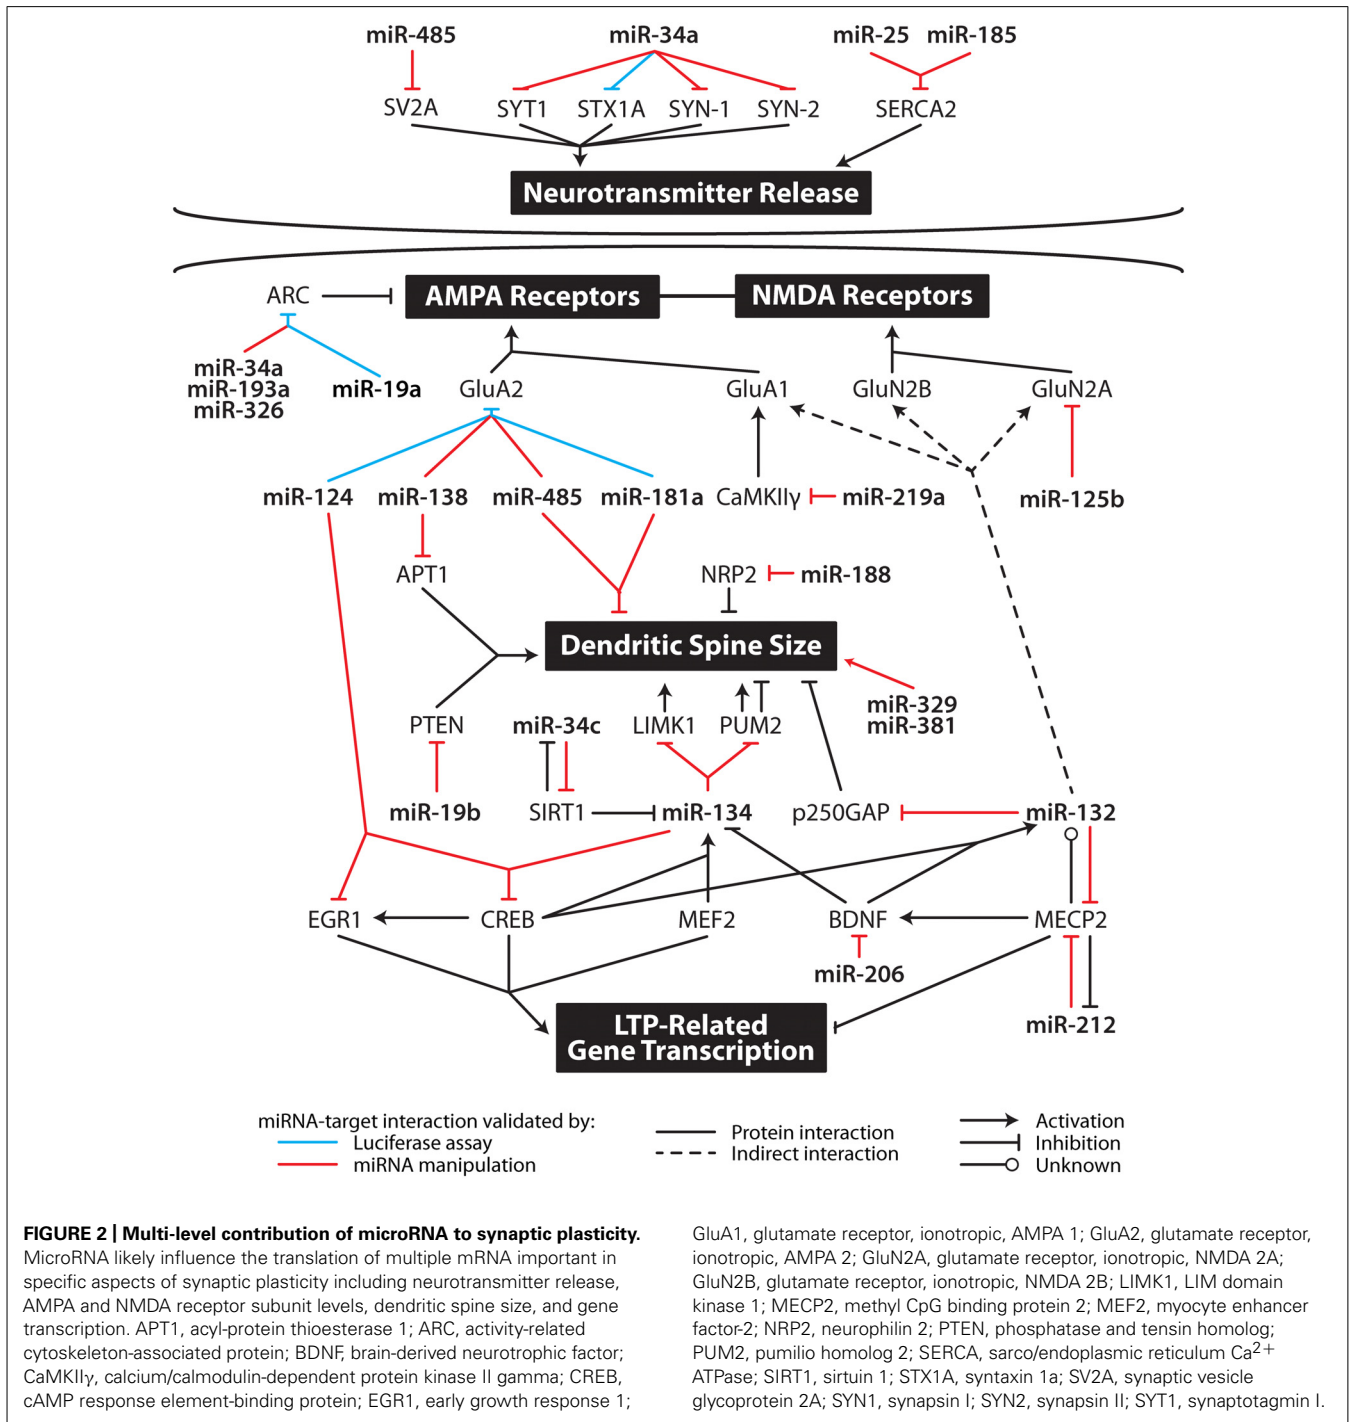 miR-485
miR-34a
miR-25 miR-185
SV2A SYT1 STX1A SYN-1 SYN-2 SERCA2
Neurotransmitter Release
ARC AMPA Receptors NMDA Receptors
miR-34a
miR-193a
miR-326
miR-19a
GluA2 GluA1 GluN2B GluN2A
miR-124 miR-138 miR-485 miR-181a CaMKIIγ miR-219a miR-125b
APT1 NRP2 miR-188
Dendritic Spine Size
miR-329
miR-381
PTEN miR-34c LIMK1 PUM2
miR-19b SIRT1 miR-134 p250GAP miR-132
EGR1 CREB MEF2 BDNF MECP2
miR-206
miR-212
LTP-Related
Gene Transcription
miRNA-target interaction validated by:
Luciferase assay
miRNA manipulation
Protein interaction
Indirect interaction
Activation
Inhibition
Unknown
FIGURE 2 | Multi-level contribution of microRNA to synaptic plasticity.
MicroRNA likely influence the translation of multiple mRNA important in
specific aspects of synaptic plasticity including neurotransmitter release,
AMPA and NMDA receptor subunit levels, dendritic spine size, and gene
transcription. APT1, acyl-protein thioesterase 1; ARC, activity-related
cytoskeleton-associated protein; BDNF, brain-derived neurotrophic factor;
CaMKIIγ, calcium/calmodulin-dependent protein kinase II gamma; CREB,
cAMP response element-binding protein; EGR1, early growth response 1;
GluA1, glutamate receptor, ionotropic, AMPA 1; GluA2, glutamate receptor,
ionotropic, AMPA 2; GluN2A, glutamate receptor, ionotropic, NMDA 2A;
GluN2B, glutamate receptor, ionotropic, NMDA 2B; LIMK1, LIM domain
kinase 1; MECP2, methyl CpG binding protein 2; MEF2, myocyte enhancer
factor-2; NRP2, neurophilin 2; PTEN, phosphatase and tensin homolog;
PUM2, pumilio homolog 2; SERCA, sarco/endoplasmic reticulum Ca2+
ATPase; SIRT1, sirtuin 1; STX1A, syntaxin 1a; SV2A, synaptic vesicle
glycoprotein 2A; SYN1, synapsin I; SYN2, synapsin II; SYT1, synaptotagmin I.